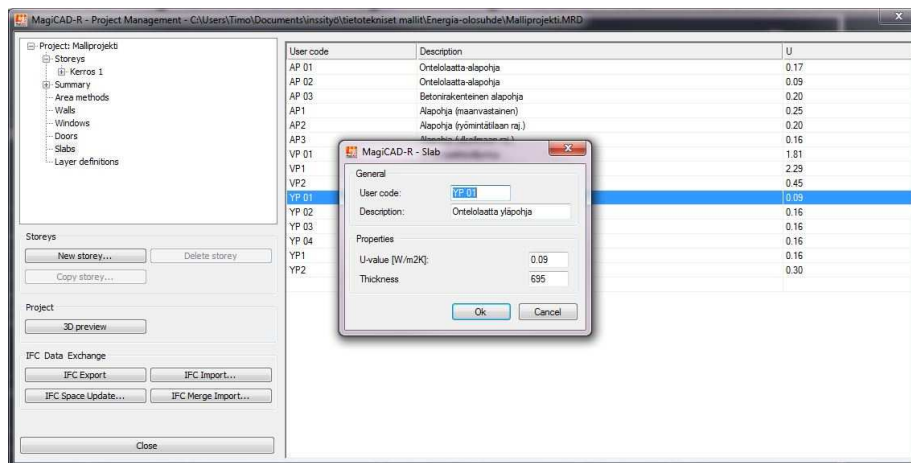 MagiCAD-R - Project Management - C:\Users\Timo\Documents\inssityö\tietotekniset mallit\Energia-olosuhde\Malliprojekti.MRD
Project: Malliprojekti
Storeys
Kerros 1
Summary
Area methods
Walls
Windows
Doors
Slabs
Layer definitions
Storeys
New storey...
Delete storey
Copy storey...
Project
3D preview
IFC Data Exchange
IFC Export
IFC Import...
IFC Space Update...
IFC Merge Import...
Close
User code Description U
AP 01 Ontelolaatta-alapohja 0.17
AP 02 Ontelolaatta-alapohja 0.09
AP 03 Betonirakenteinen alapohja 0.20
AP1 Alapohja (maanvastainen) 0.25
AP2 Alapohja (ryömintätilaan raj.) 0.20
AP3 Alapohja (ulkoilmaan raj.) 0.16
VP 01 1.81
VP1 2.29
VP2 0.45
YP 01 0.09
YP 02 0.16
YP 03 0.16
YP 04 0.16
YP1 0.16
YP2 0.30
MagiCAD-R - Slab
General
User code: YP 01
Description: Ontelolaatta yläpohja
Properties
U-value [W/m2K]: 0.09
Thickness 695
Ok
Cancel